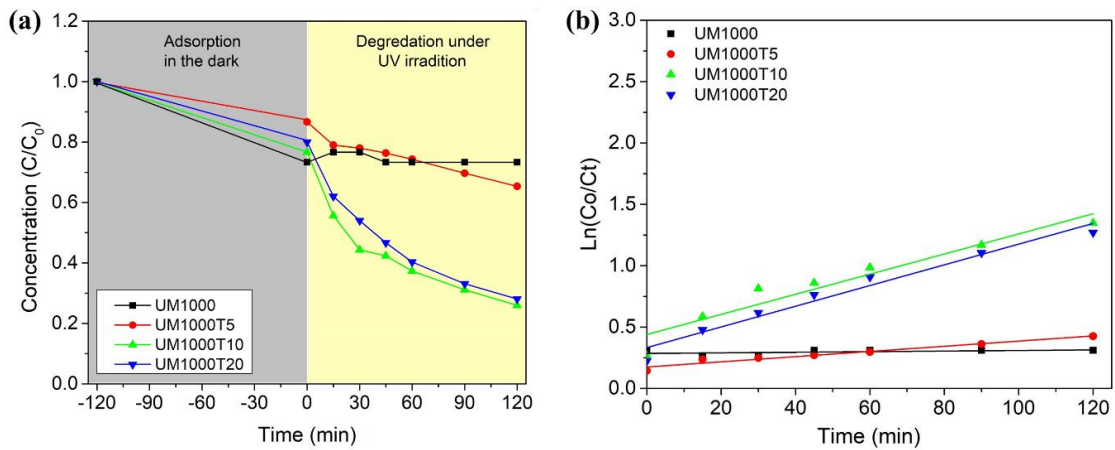 (a)
Concentration (C/C0)
1.2
1.0
0.8
0.6
0.4
0.2
0.0
Adsorption
in the dark
Degredation under
UV irradition
UM1000
UM1000T5
UM1000T10
UM1000T20
-120 -90 -60 -30 0 30 60 90 120
Time (min)
(b)
Ln(Co/Ct)
3.0
2.5
2.0
1.5
1.0
0.5
0.0
UM1000
UM1000T5
UM1000T10
UM1000T20
0 20 40 60 80 100 120
Time (min)